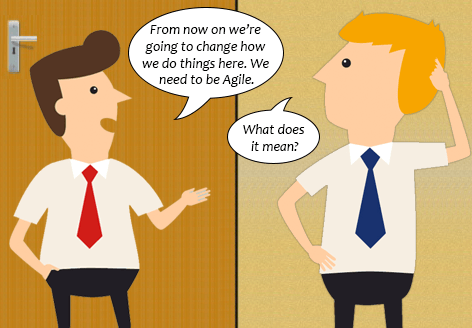 From now on we're
going to change how
we do things here. We
need to be Agile.
What does
it mean?